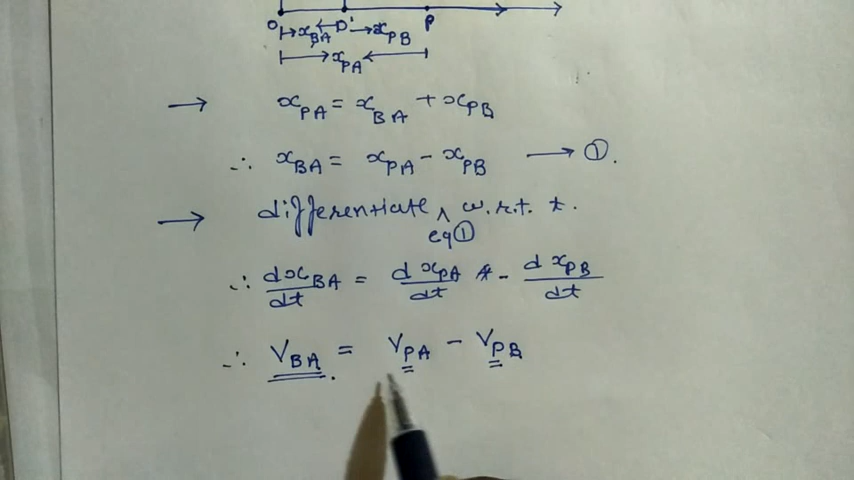 O O' P
x_BA x_PB
x_PA
→ x_PA = x_BA + x_PB
∴ x_BA = x_PA - x_PB → ①.
→ differentiate ^ w.r.t. t.
eq①
∴ dx_BA/dt = dx_PA/dt - dx_PB/dt
∴ V_BA = V_PA - V_PB